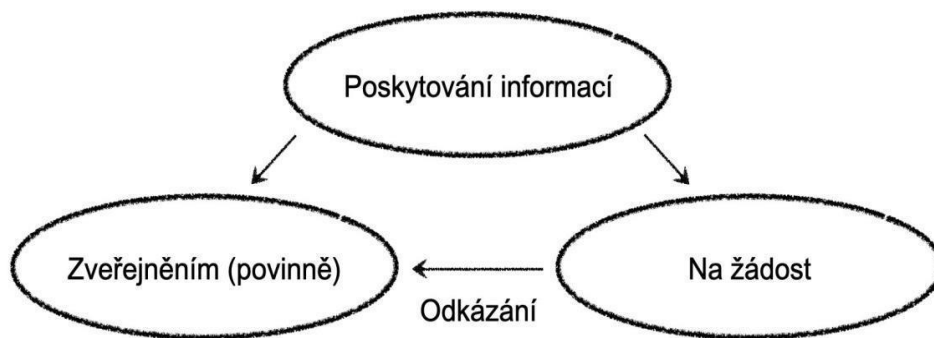 Poskytování informací
Zveřejněním (povinně)
Na žádost
Odkázání